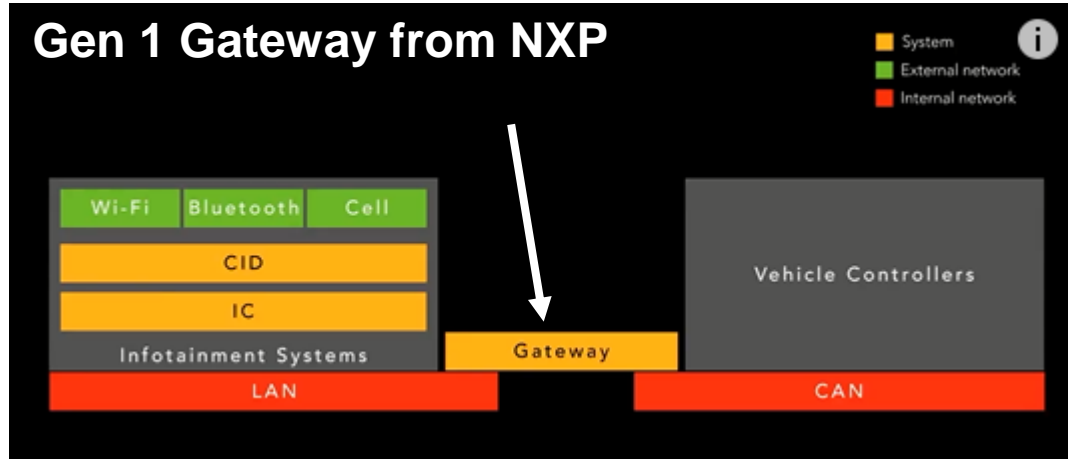 Gen 1 Gateway from NXP
System
i
External network
Internal network
Wi-Fi Bluetooth Cell
CID
IC
Infotainment Systems
Gateway
Vehicle Controllers
LAN
CAN